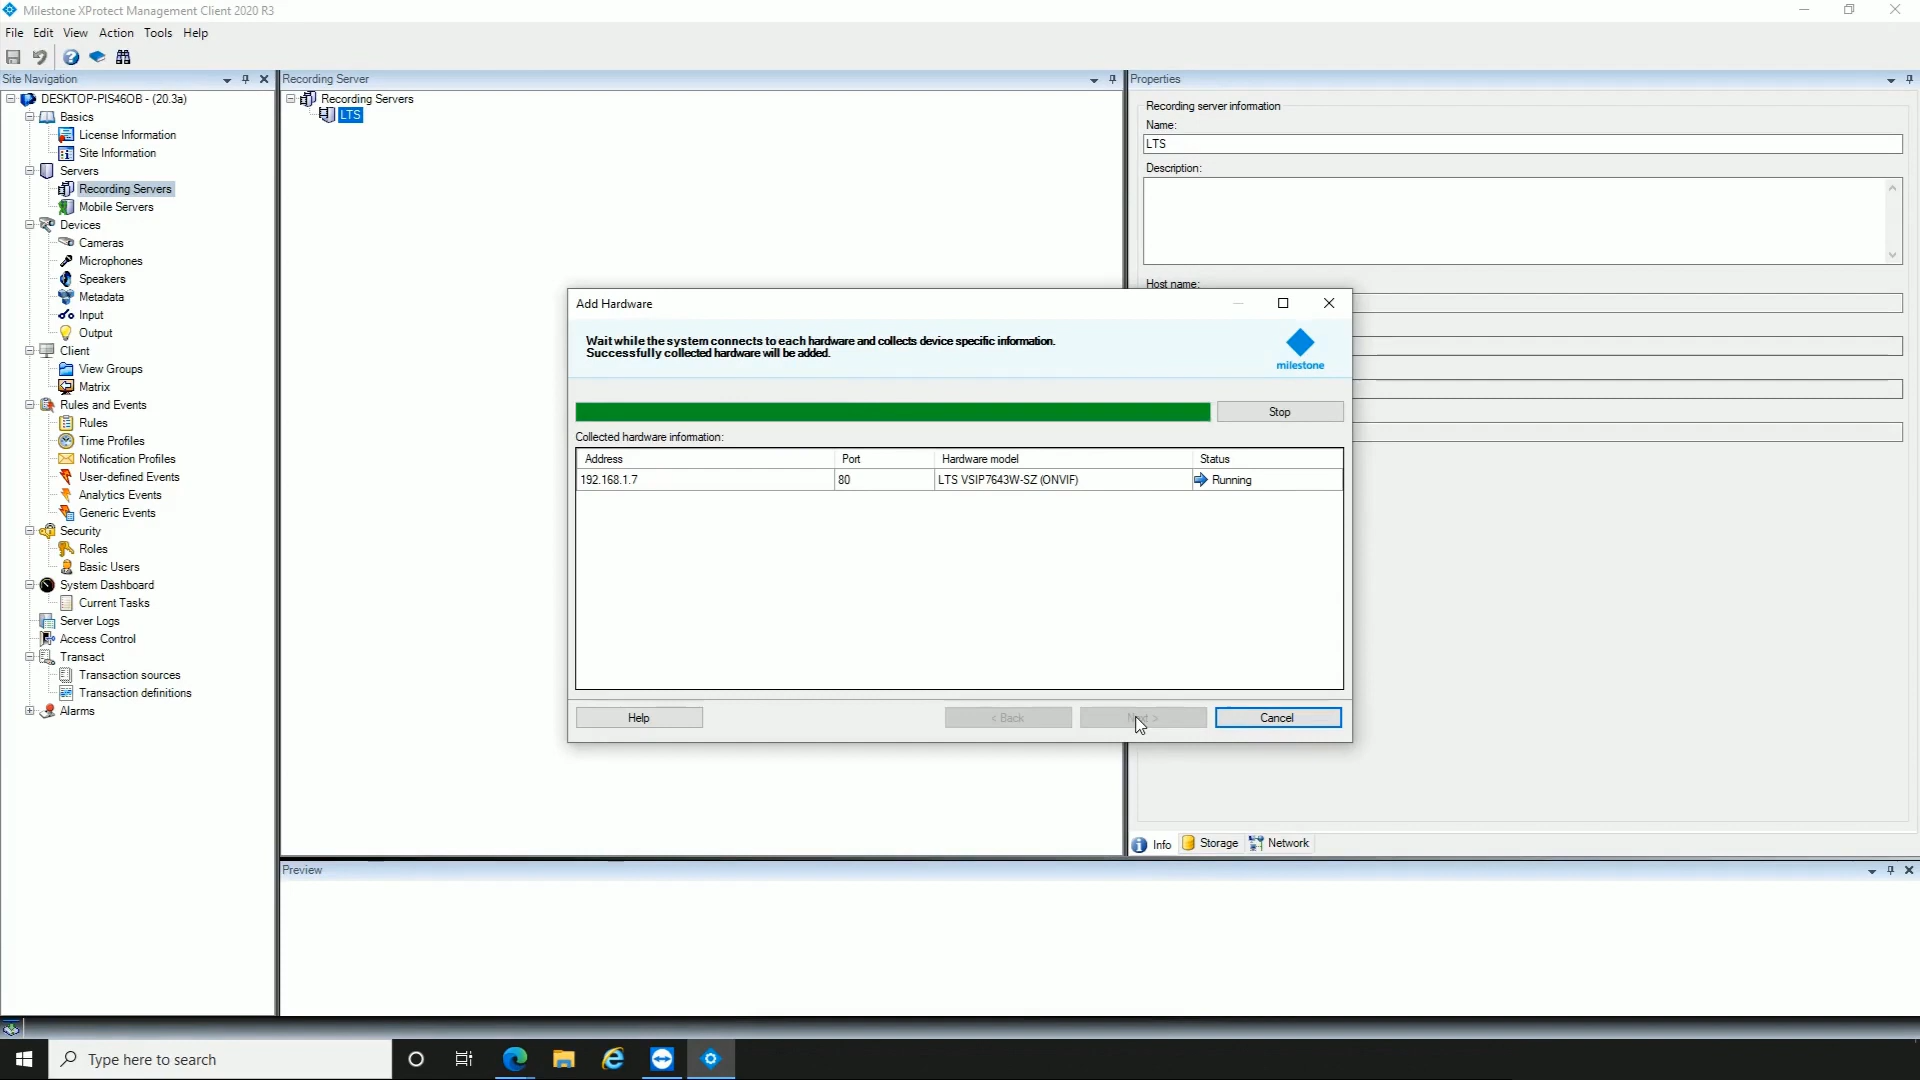 Milestone XProtect Management Client 2020 R3
File Edit View Action Tools Help
Site Navigation
DESKTOP-PIS46OB - (20.3a)
Basics
License Information
Site Information
Servers
Recording Servers
Mobile Servers
Devices
Cameras
Microphones
Speakers
Metadata
Input
Output
Client
View Groups
Matrix
Rules and Events
Rules
Time Profiles
Notification Profiles
User-defined Events
Analytics Events
Generic Events
Security
Roles
Basic Users
System Dashboard
Current Tasks
Server Logs
Access Control
Transact
Transaction sources
Transaction definitions
Alarms
Recording Server
Recording Servers
LTS
Properties
Recording server information
Name:
LTS
Description:
Host name:
Add Hardware
Wait while the system connects to each hardware and collects device specific information.
Successfully collected hardware will be added.
milestone
Stop
Collected hardware information:
Address Port Hardware model Status
192.168.1.7 80 LTS VSIP7643W-SZ (ONVIF) Running
Help < Back Next > Cancel
Info Storage Network
Preview
Type here to search